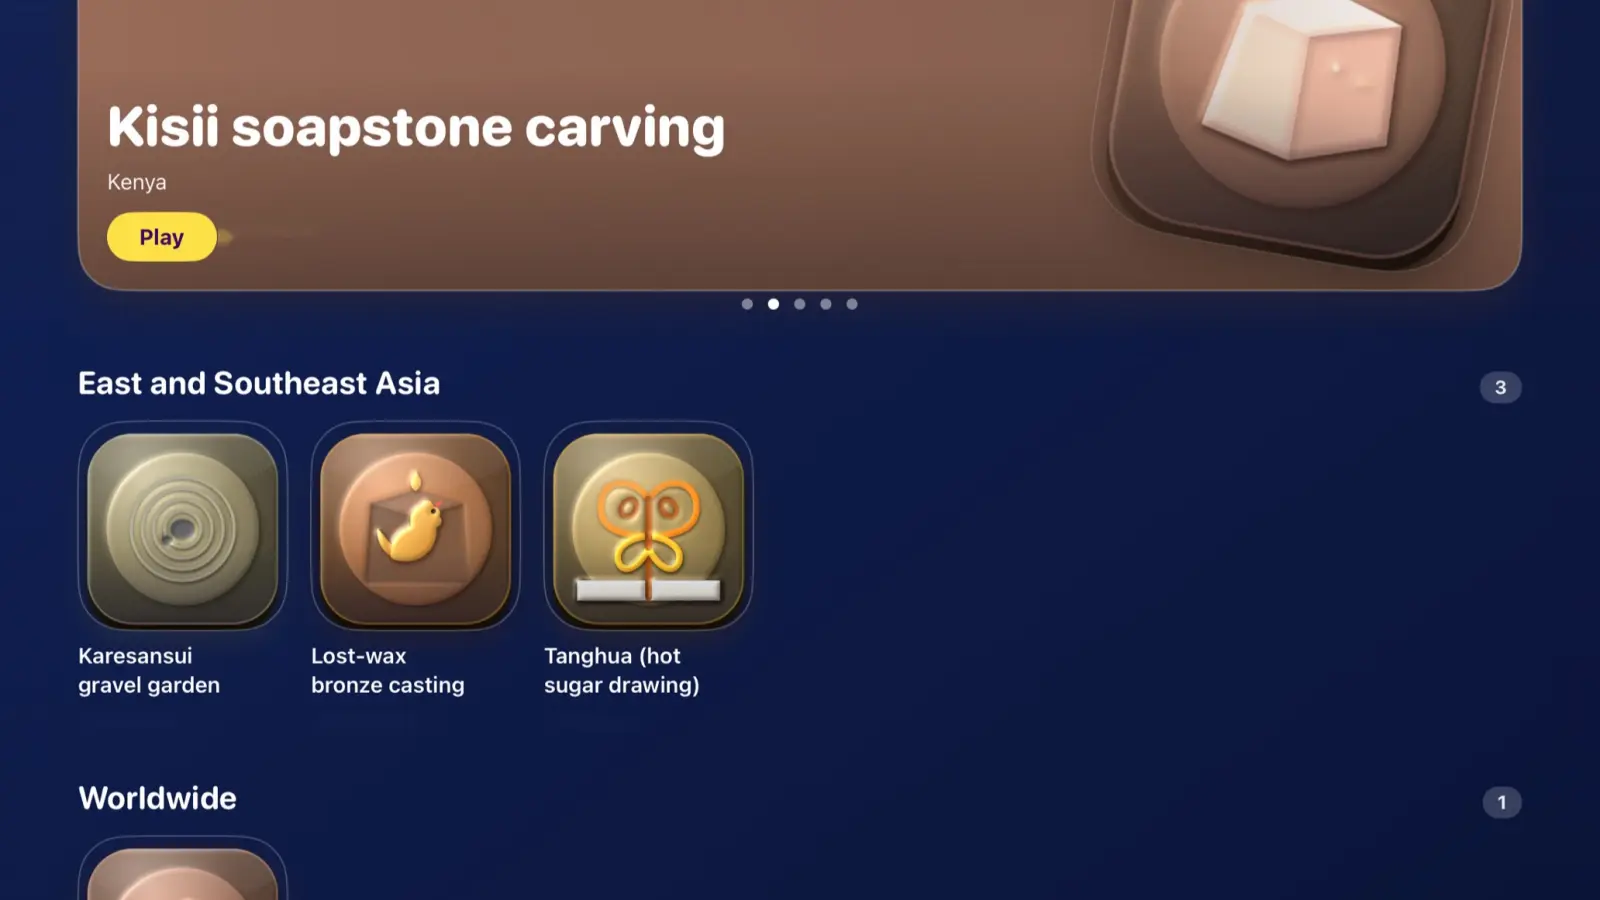 Kisii soapstone carving
Kenya
Play
East and Southeast Asia
3
Karesansui
gravel garden
Lost-wax
bronze casting
Tanghua (hot
sugar drawing)
Worldwide
1